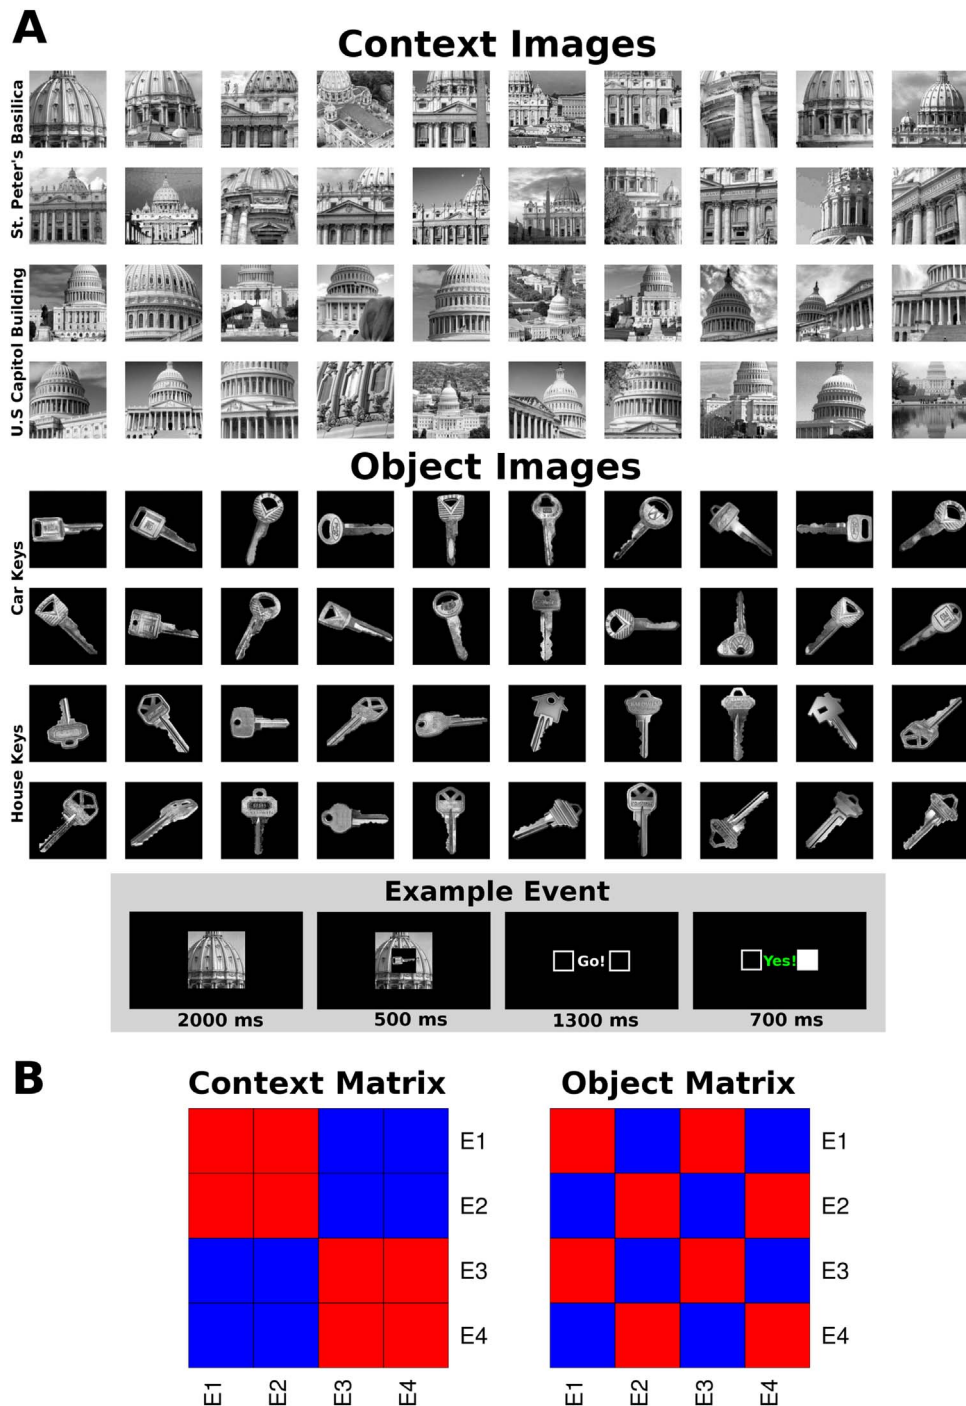 A
Context Images
St. Peter's Basilica
U.S Capitol Building
Object Images
Car Keys
House Keys
Example Event
Go!
Yes!
2000 ms
500 ms
1300 ms
700 ms
B
Context Matrix
Object Matrix
E1
E2
E3
E4
E1
E2
E3
E4
E1 E2 E3 E4
E1 E2 E3 E4